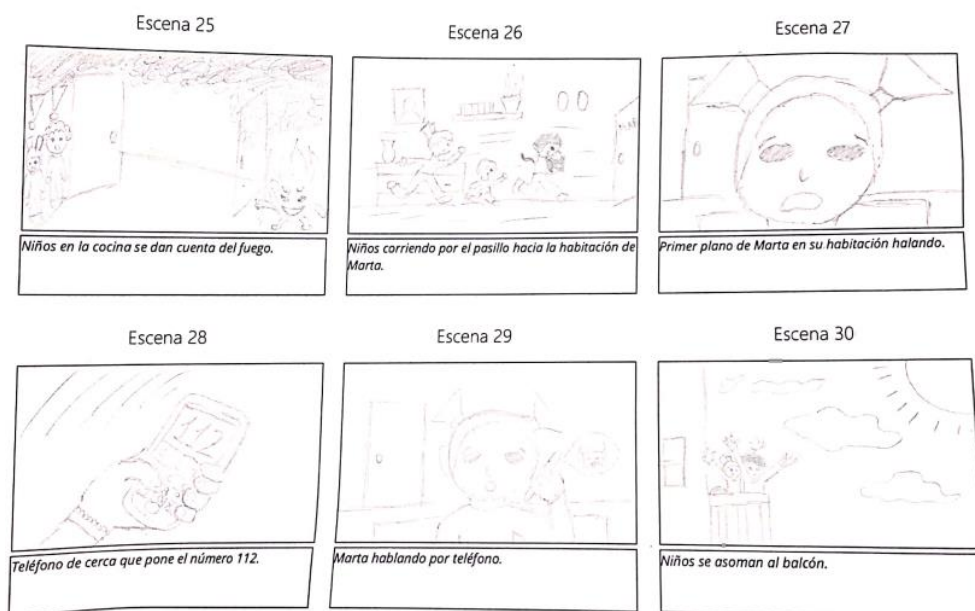 Escena 25
Escena 26
Escena 27
Niños en la cocina se dan cuenta del fuego.
Niños corriendo por el pasillo hacia la habitación de
Marta.
Primer plano de Marta en su habitación halando.
Escena 28
Escena 29
Escena 30
112
Teléfono de cerca que pone el número 112.
Marta hablando por teléfono.
Niños se asoman al balcón.